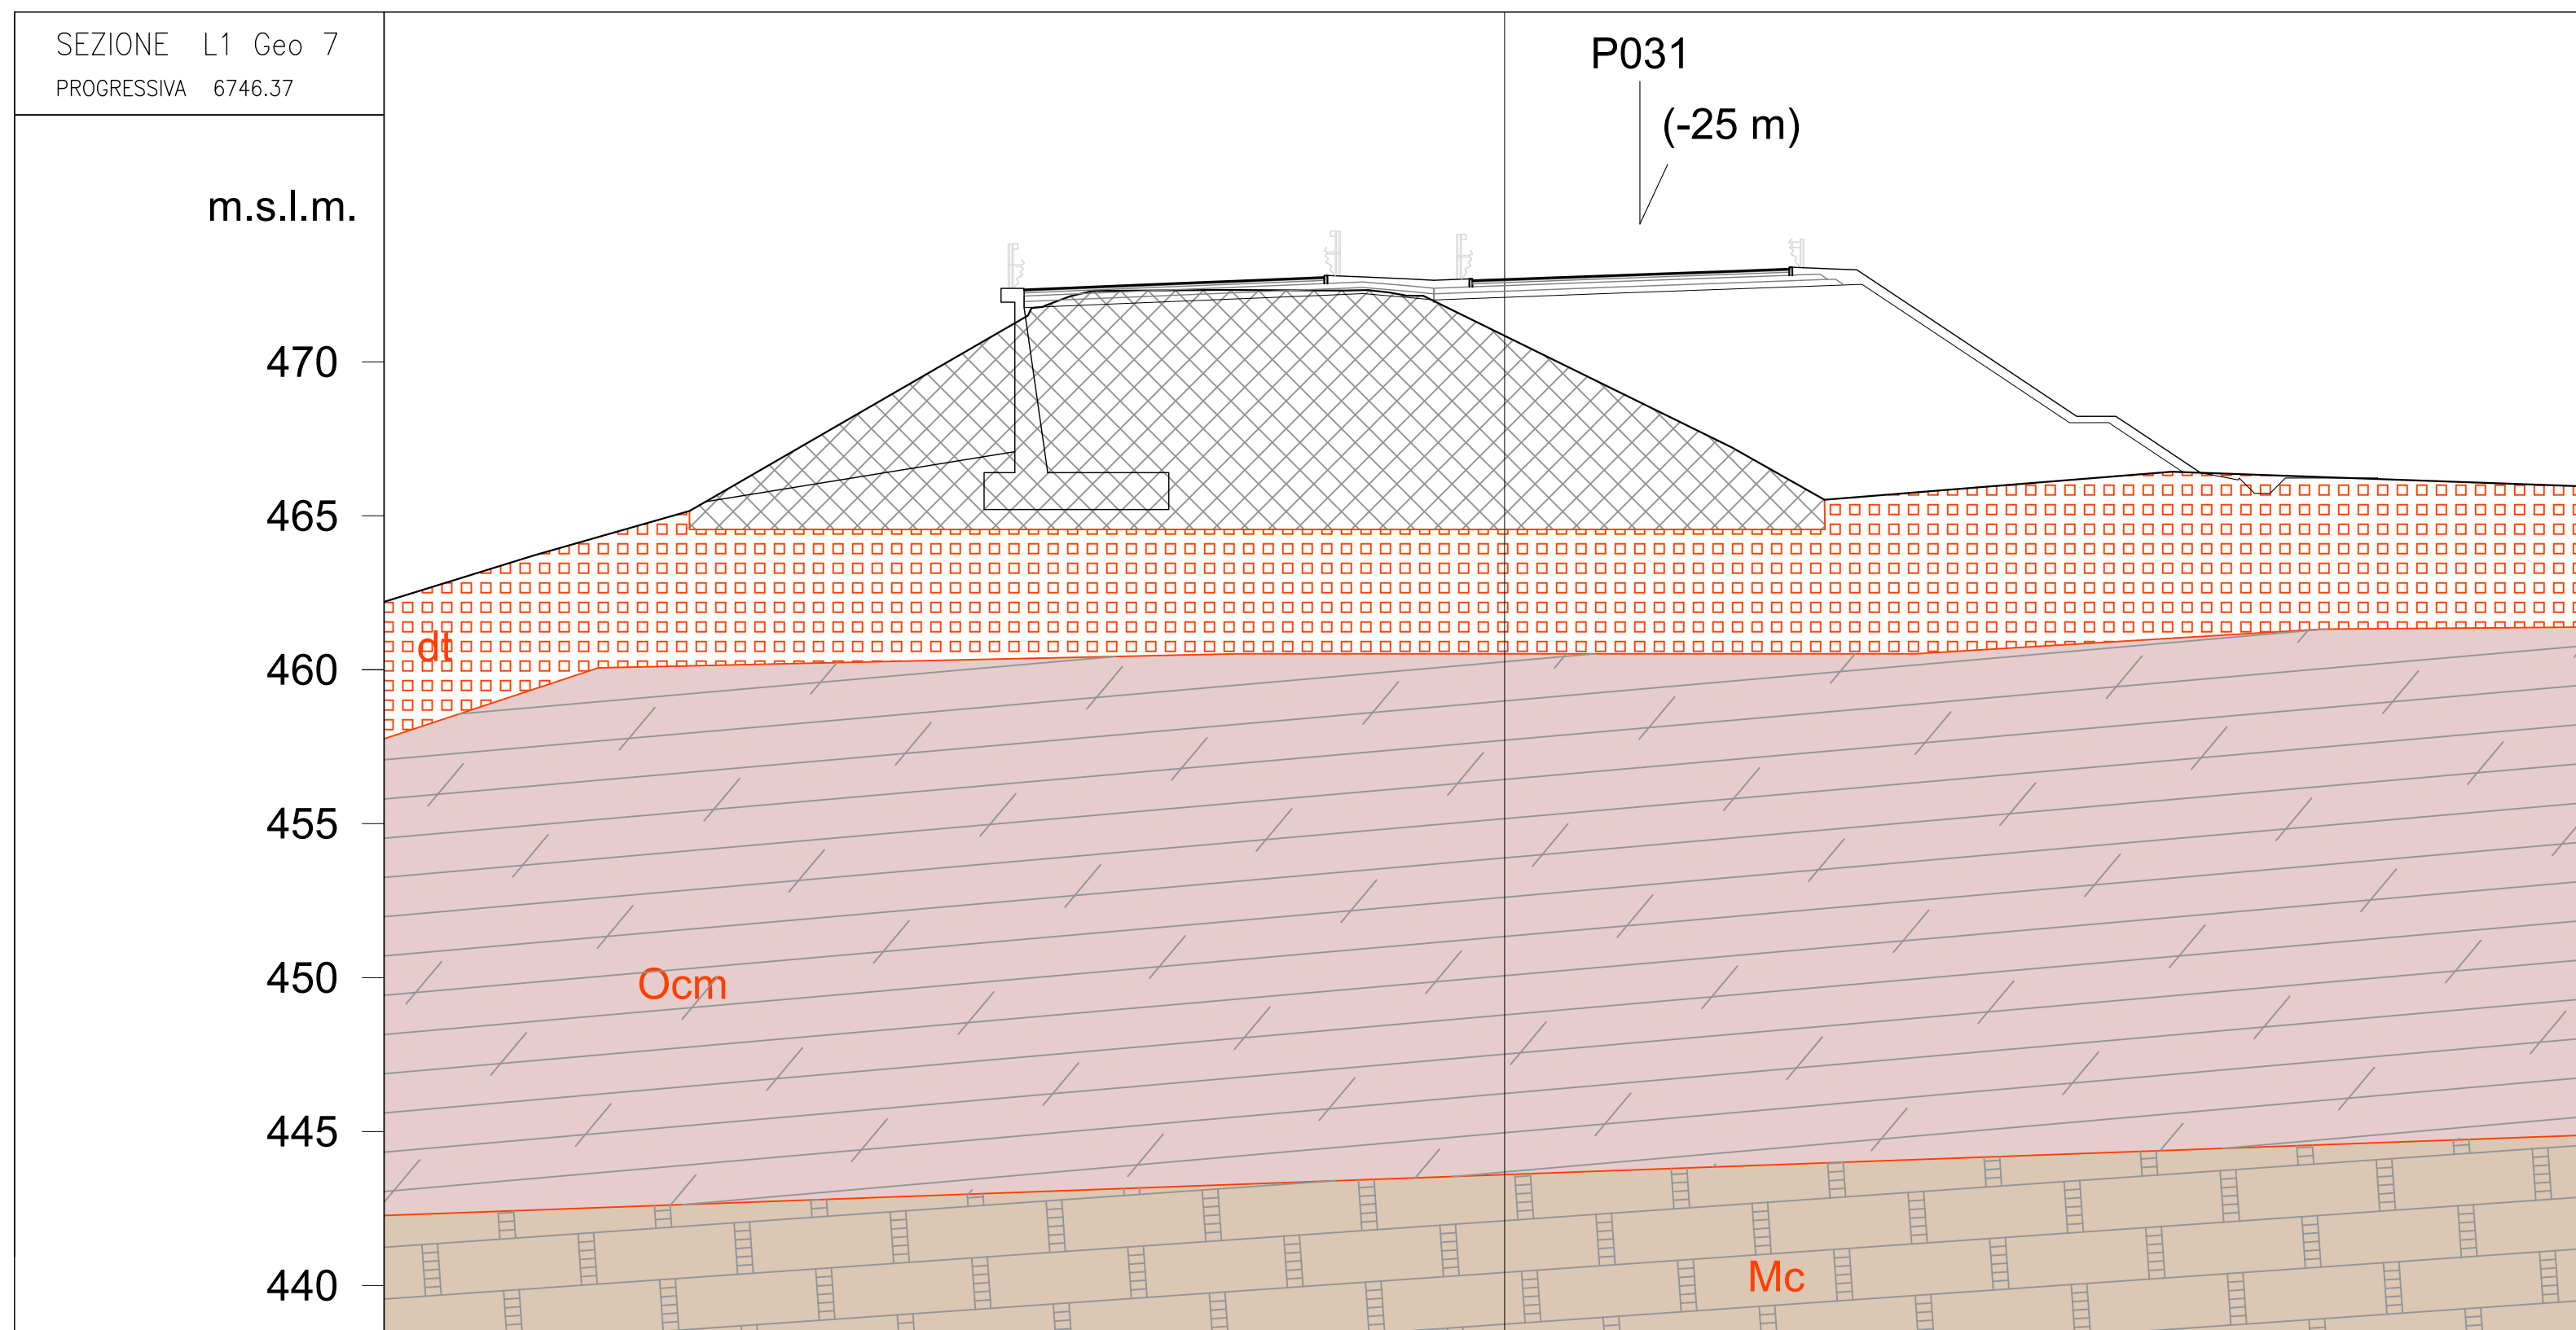 SEZIONE L1 Geo 7
PROGRESSIVA 6746.37
P031
(-25 m)
m.s.l.m.
470
465
dt
460
455
450
Ocm
445
440
Mc